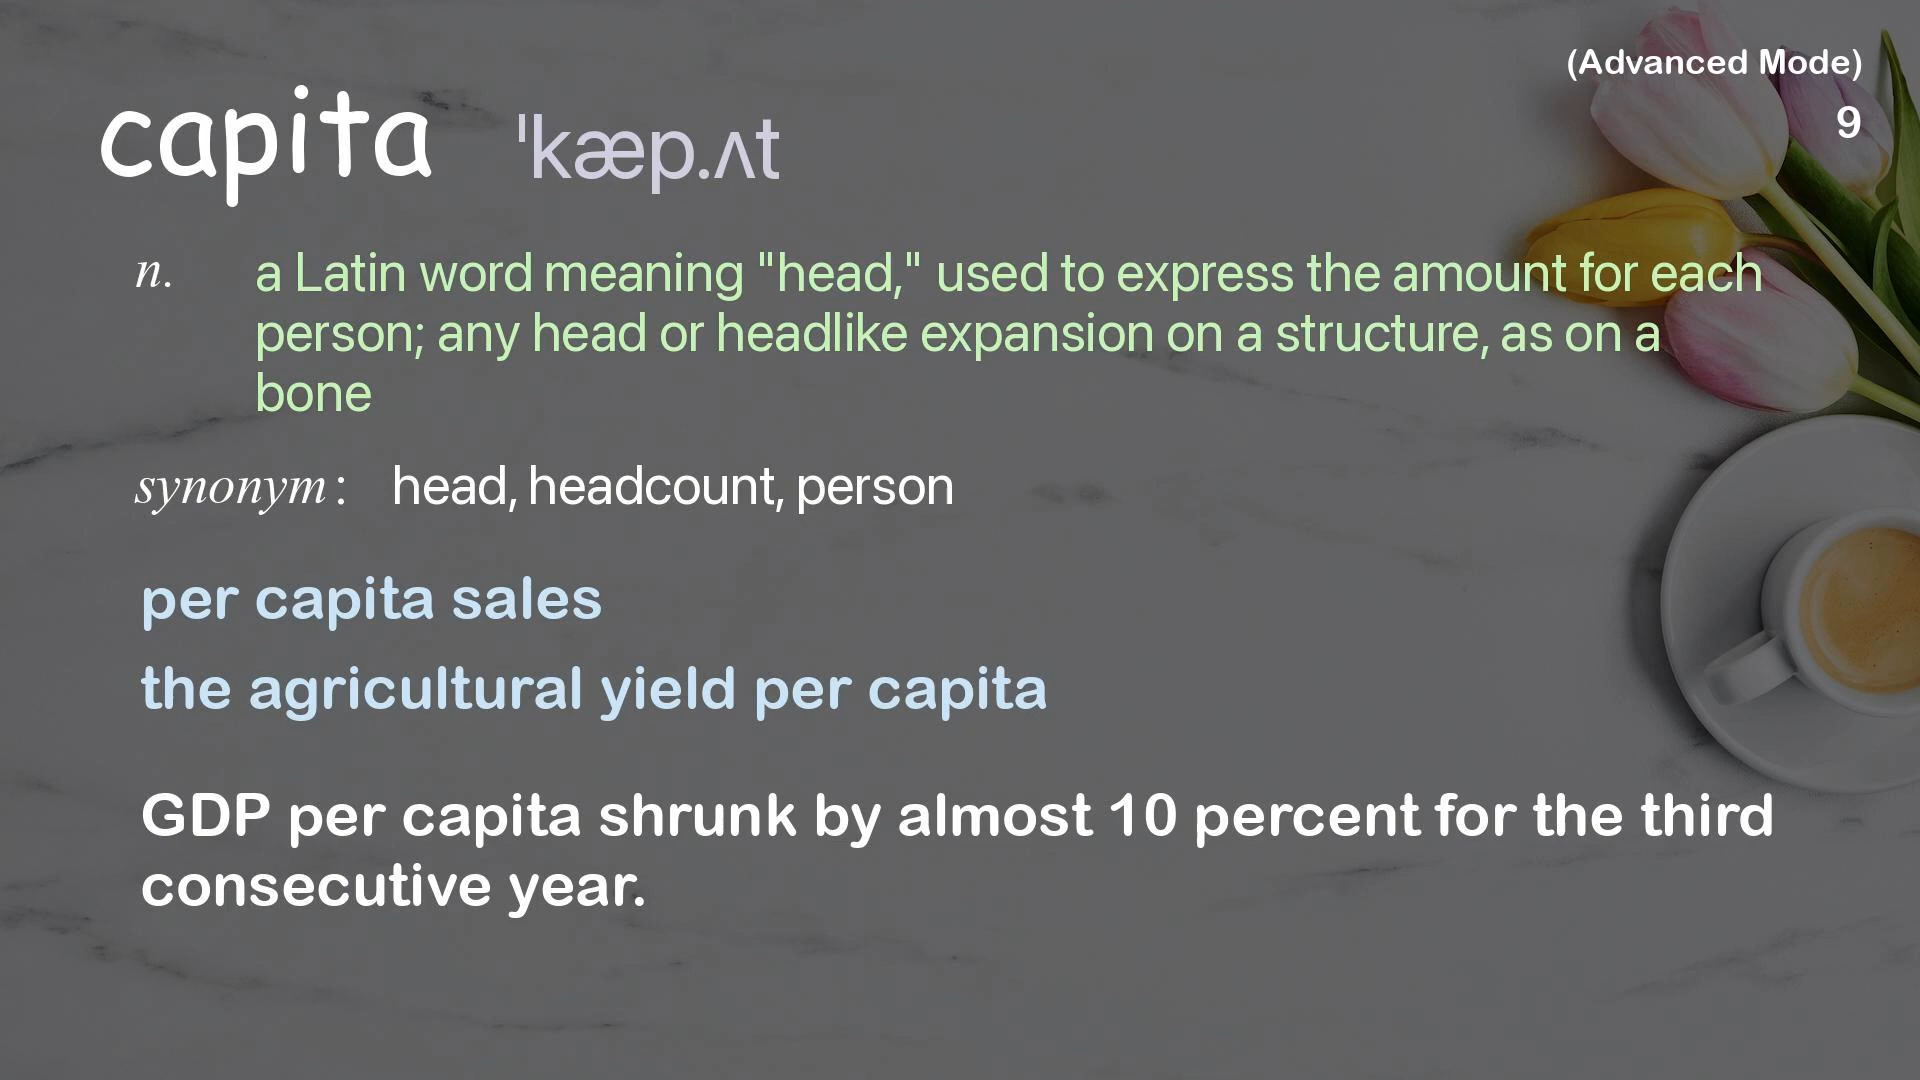 (Advanced Mode)
9
capita ˈkæp.ʌt
n. a Latin word meaning "head," used to express the amount for each
person; any head or headlike expansion on a structure, as on a
bone
synonym: head, headcount, person
per capita sales
the agricultural yield per capita
GDP per capita shrunk by almost 10 percent for the third
consecutive year.